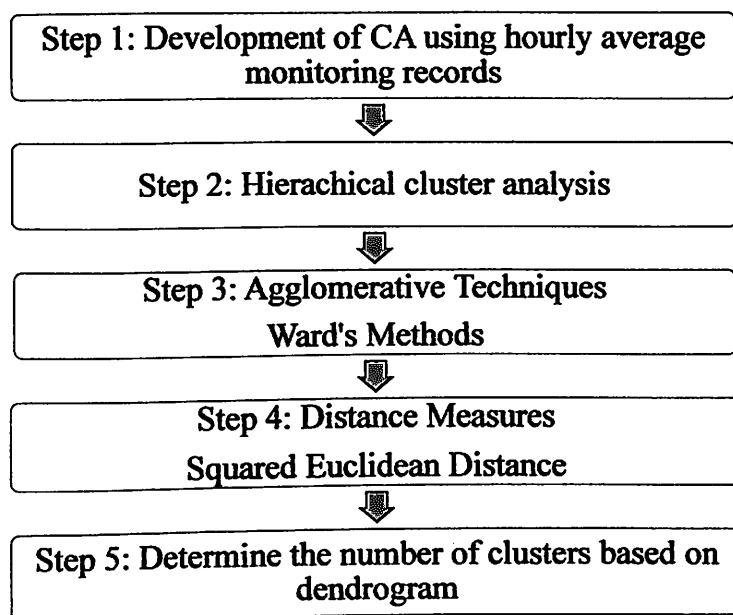 Step 1: Development of CA using hourly average
monitoring records
Step 2: Hierachical cluster analysis
Step 3: Agglomerative Techniques
Ward's Methods
Step 4: Distance Measures
Squared Euclidean Distance
Step 5: Determine the number of clusters based on
dendrogram